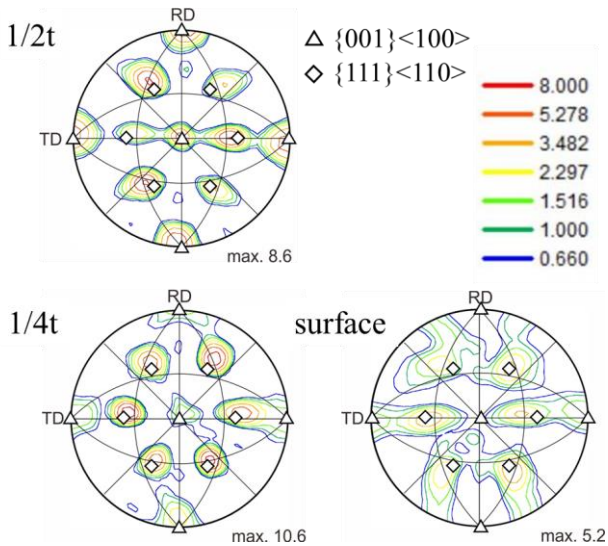 1/2t
RD
TD
max. 8.6
△ {001}<100>
◇ {111}<110>
8.000
5.278
3.482
2.297
1.516
1.000
0.660
1/4t
RD
TD
max. 10.6
surface
RD
TD
max. 5.2